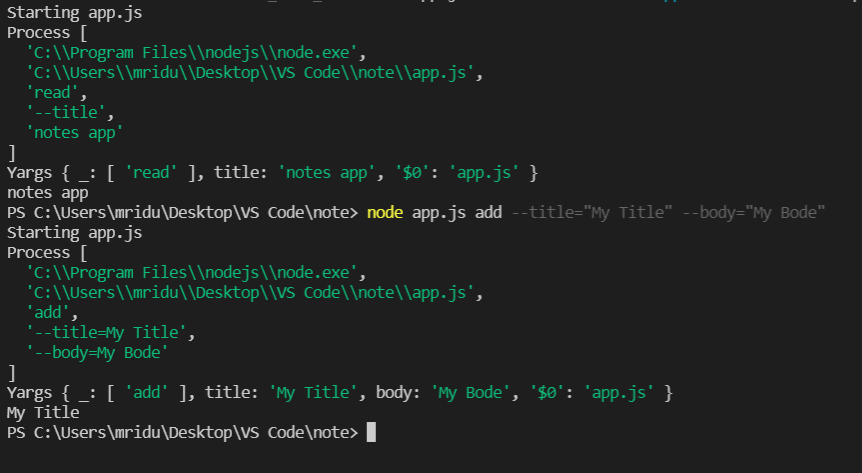 Starting app.js
Process [
  'C:\\Program Files\\nodejs\\node.exe',
  'C:\\Users\\mridu\\Desktop\\VS Code\\note\\app.js',
  'read',
  '--title',
  'notes app'
]
Yargs { _: [ 'read' ], title: 'notes app', '$0': 'app.js' }
notes app
PS C:\Users\mridu\Desktop\VS Code\note> node app.js add --title="My Title" --body="My Bode"
Starting app.js
Process [
  'C:\\Program Files\\nodejs\\node.exe',
  'C:\\Users\\mridu\\Desktop\\VS Code\\note\\app.js',
  'add',
  '--title=My Title',
  '--body=My Bode'
]
Yargs { _: [ 'add' ], title: 'My Title', body: 'My Bode', '$0': 'app.js' }
My Title
PS C:\Users\mridu\Desktop\VS Code\note>